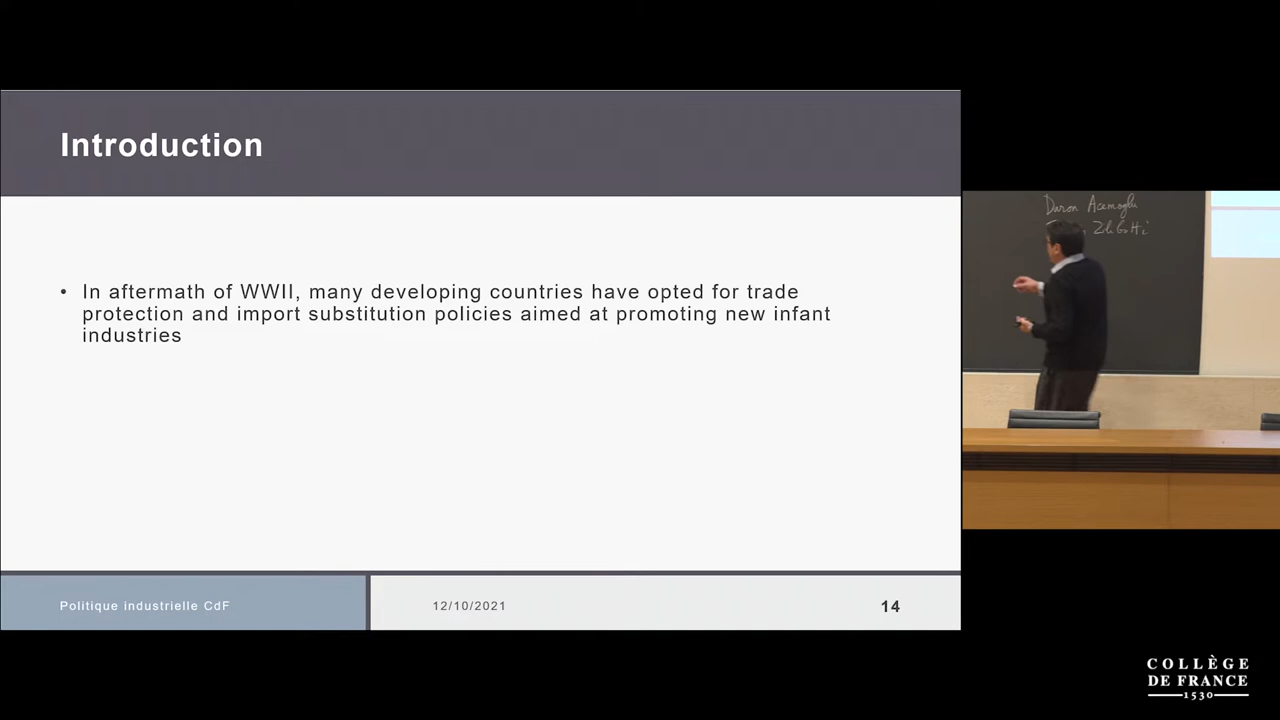 Introduction
• In aftermath of WWII, many developing countries have opted for trade
protection and import substitution policies aimed at promoting new infant
industries
Politique industrielle CdF
12/10/2021
14
Daron Acemoglu
Zilibotti
COLLÈGE
DE FRANCE
1530